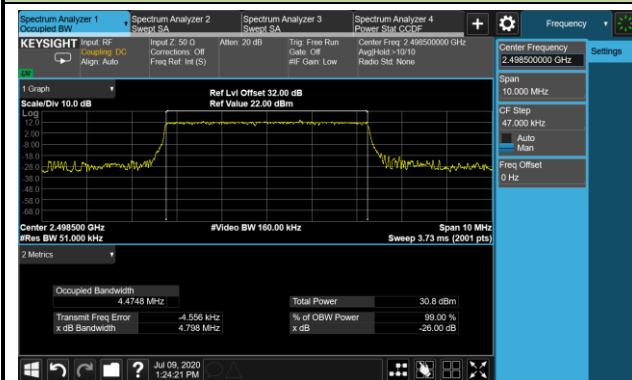 Spectrum Analyzer 1
Occupied BW
Spectrum Analyzer 2
Swept SA
Spectrum Analyzer 3
Swept SA
Spectrum Analyzer 4
Power Stat CCDF
+
Frequency
KEYSIGHT
Input: RF
Coupling: DC
Align: Auto
Input Z: 50 Ω
Corrections: Off
Freq Ref: Int (S)
Atten: 20 dB
Trig: Free Run
Gate: Off
#IF Gain: Low
Center Freq: 2.498500000 GHz
Avg|Hold:>10/10
Radio Std: None
Center Frequency
2.498500000 GHz
Settings
Span
10.000 MHz
CF Step
47.000 kHz
Auto
Man
Freq Offset
0 Hz
1 Graph
Scale/Div 10.0 dB
Ref Lvl Offset 32.00 dB
Ref Value 22.00 dBm
Log
12.0
2.00
-8.00
-18.0
-28.0
-38.0
-48.0
-58.0
-68.0
Center 2.498500 GHz
#Video BW 160.00 kHz
Span 10 MHz
#Res BW 51.000 kHz
Sweep 3.73 ms (2001 pts)
2 Metrics
Occupied Bandwidth
4.4748 MHz
Total Power
30.8 dBm
Transmit Freq Error
-4.556 kHz
% of OBW Power
99.00 %
x dB Bandwidth
4.798 MHz
x dB
-26.00 dB
?
Jul 09, 2020
1:24:21 PM